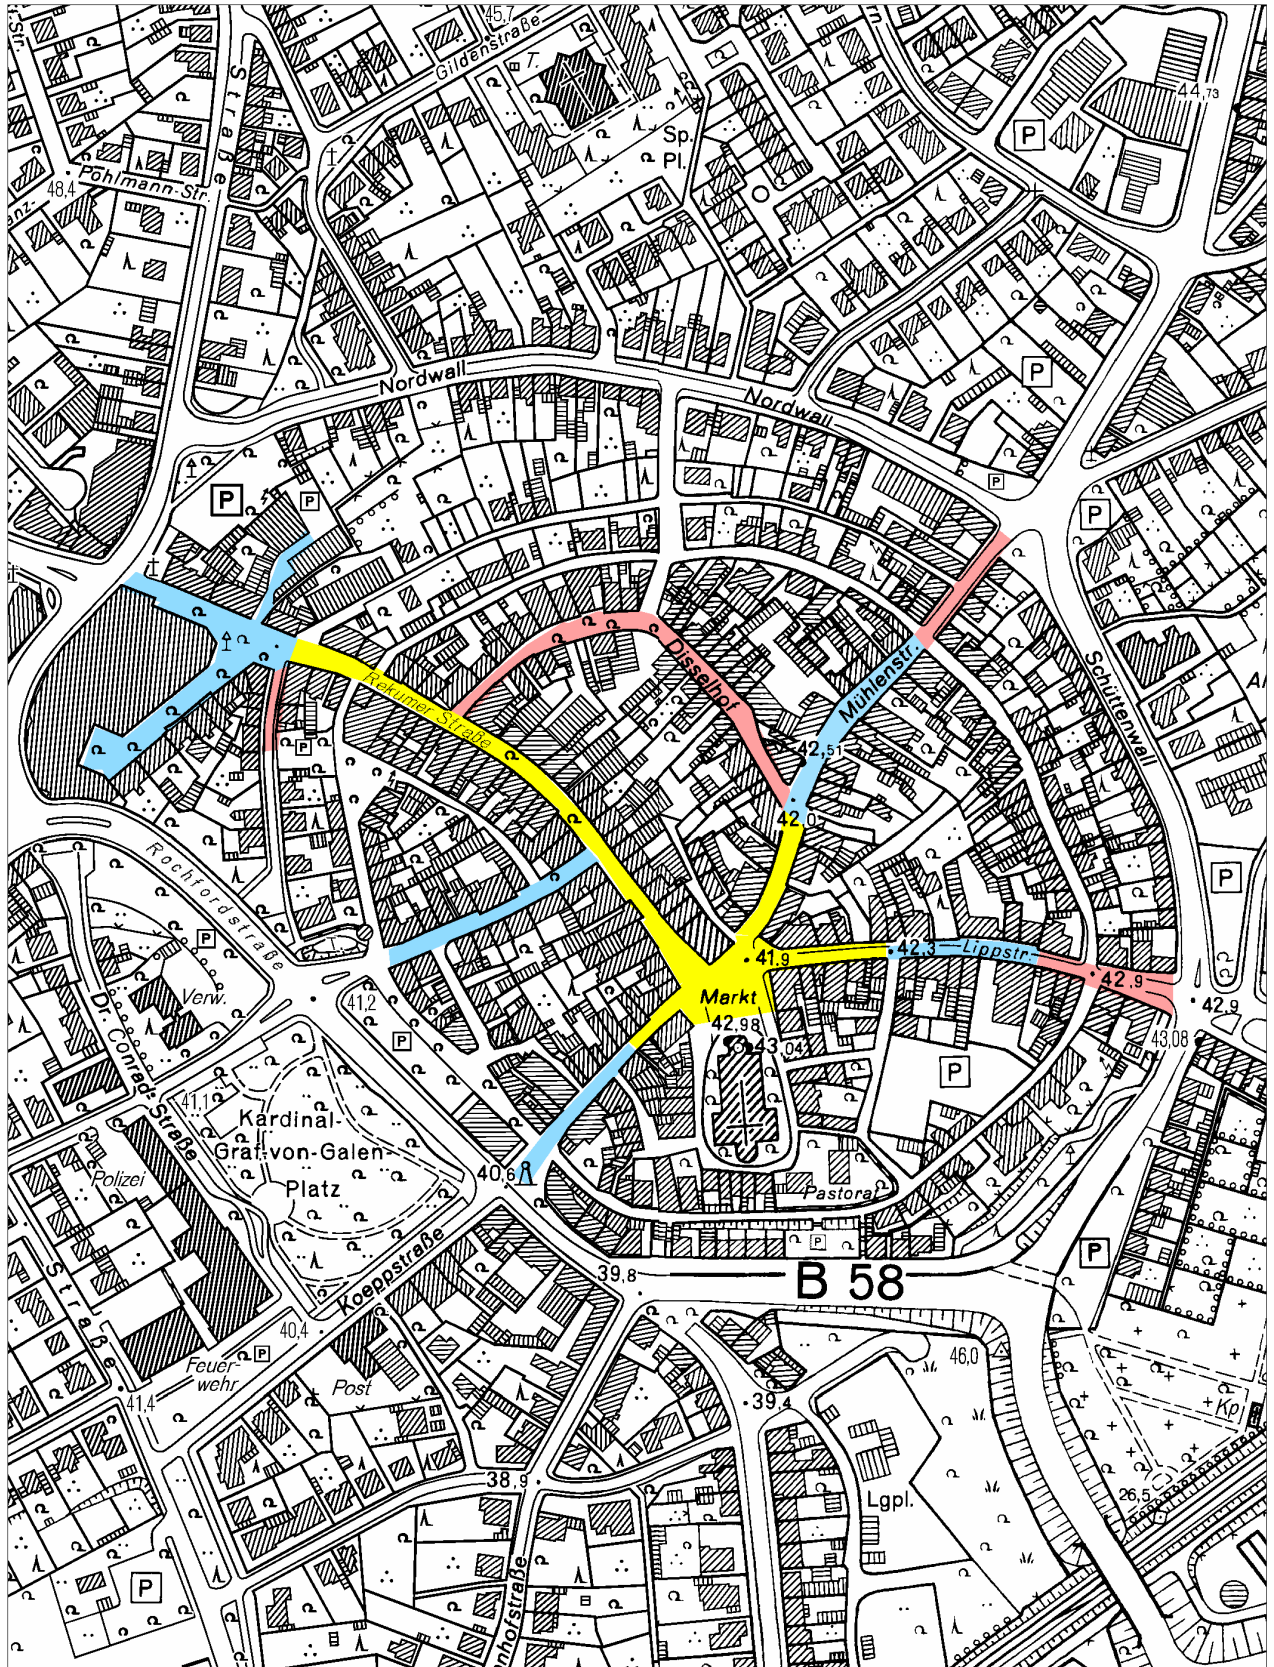 Str.
45,7
Gildenstraße
T.
Straße
44,73
P
Sp.
Pl.
48,4
Pohlmann-Str.
Nordwall
P
Nordwall
P
P
P
P
Disselhof
Mühlenstr.
Schüttenwall
Rekumer Straße
P
42,51
42,0
Rochfordstraße
P
P
Verw.
41,2
41,9
42,3
Lippstr.
42,9
42,9
Markt
42,98
43,04
43,08
P
P
Dr. Conrads-Straße
41,1
Kardinal-
Graf-von-Galen-
Platz
Polizei
40,6
Pastorat
P
P
Straße
Koeppstraße
39,8
B 58
40,4
Feuer-
wehr
P
Post
46,0
41,4
39,4
Kp.
38,9
Lgpl.
26,5
P